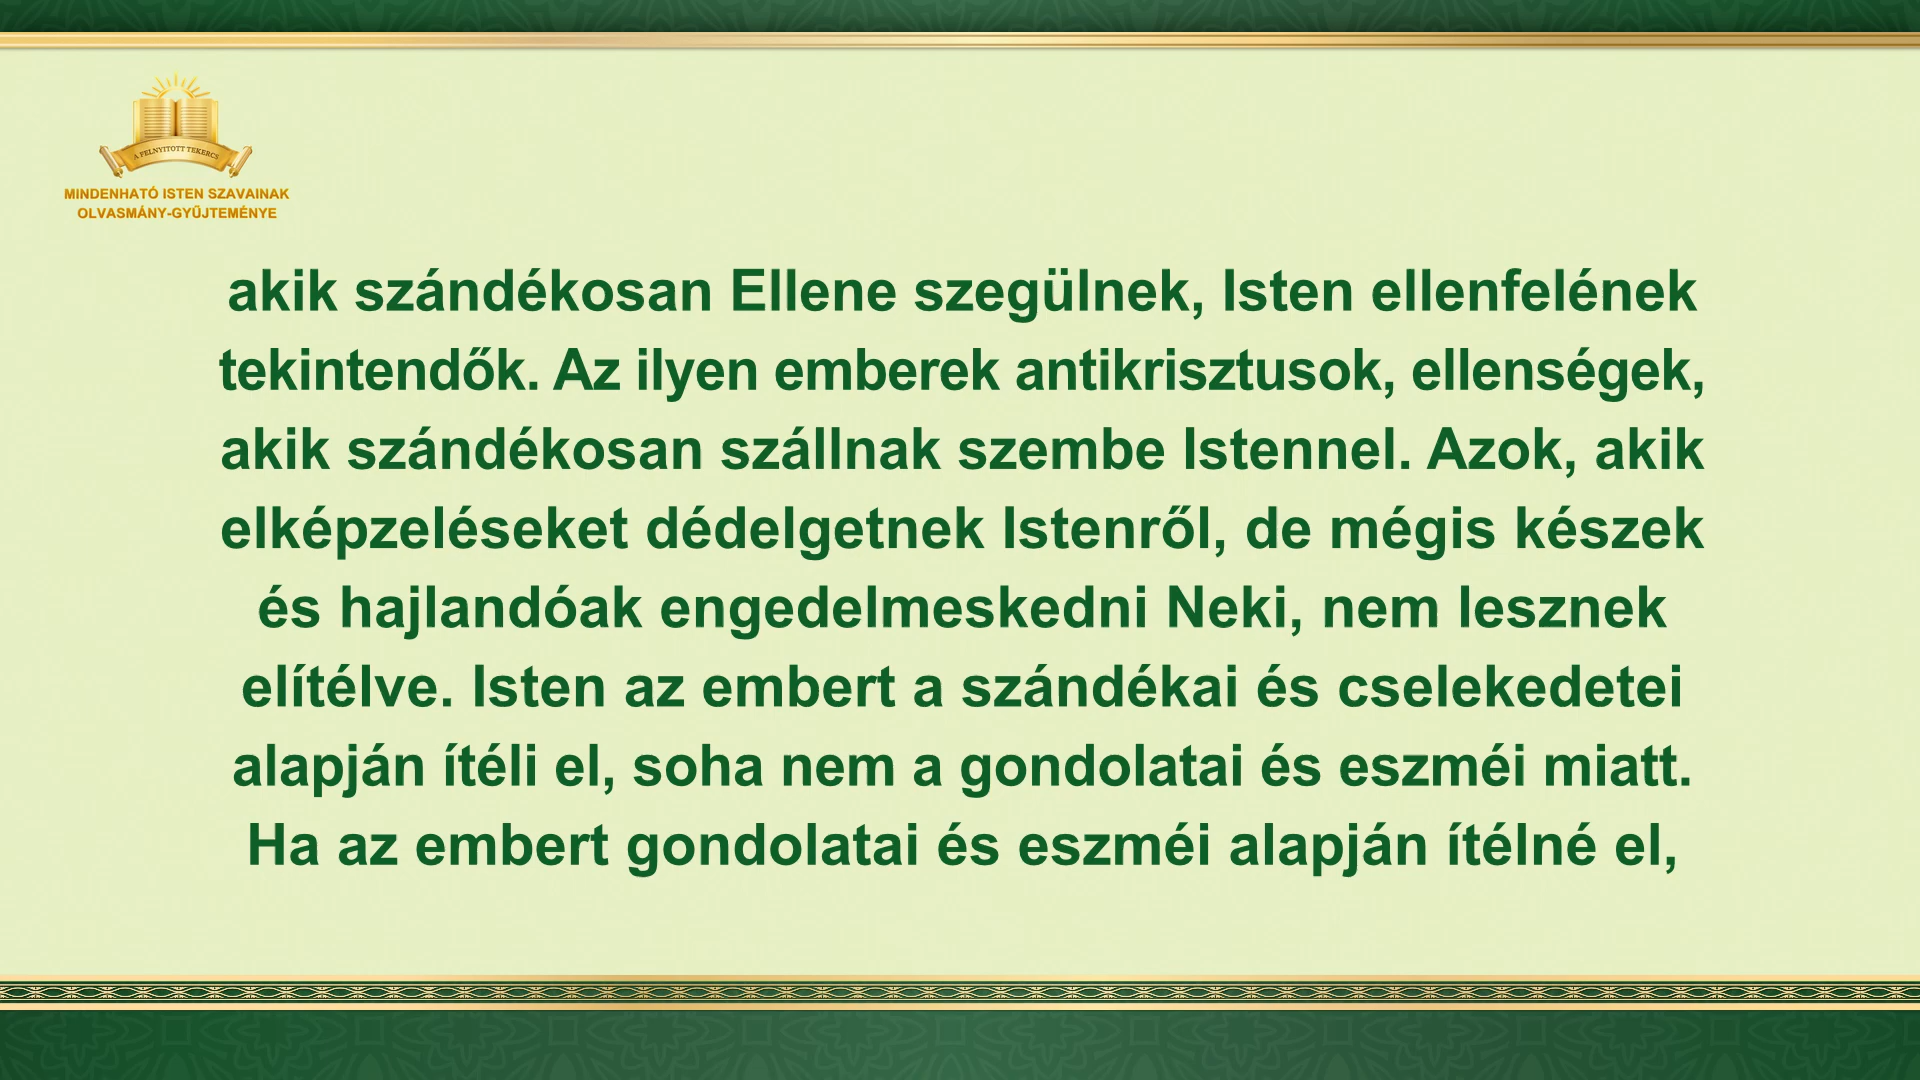 A FELNYITOTT TEKERCS
MINDENHATÓ ISTEN SZAVAINAK
OLVASMÁNY-GYŰJTEMÉNYE
akik szándékosan Ellene szegülnek, Isten ellenfelének
tekintendők. Az ilyen emberek antikrisztusok, ellenségek,
akik szándékosan szállnak szembe Istennel. Azok, akik
elképzeléseket dédelgetnek Istenről, de mégis készek
és hajlandóak engedelmeskedni Neki, nem lesznek
elítélve. Isten az embert a szándékai és cselekedetei
alapján ítéli el, soha nem a gondolatai és eszméi miatt.
Ha az embert gondolatai és eszméi alapján ítélné el,